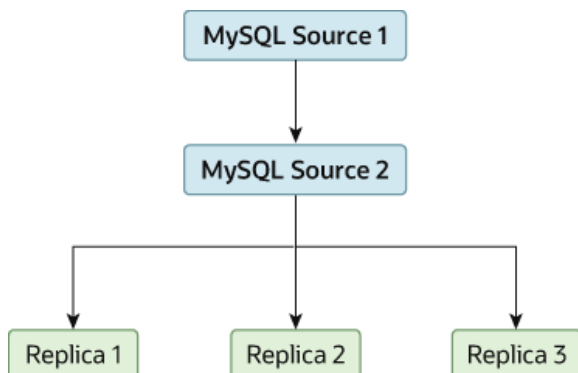 MySQL Source 1
MySQL Source 2
Replica 1
Replica 2
Replica 3